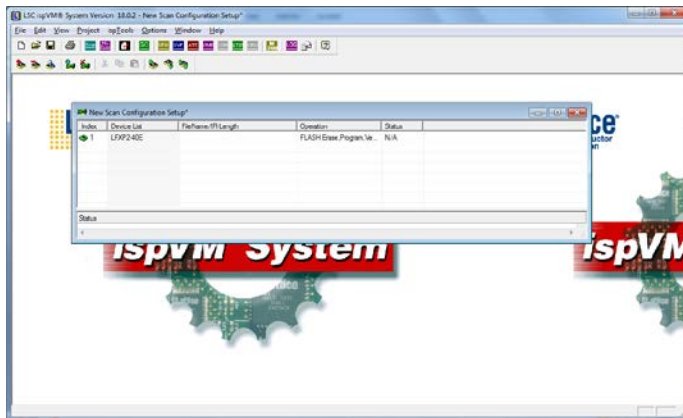 LSC ispVM® System Version 18.0.2 - New Scan Configuration Setup*
File Edit View Project ispTools Options Window Help
New Scan Configuration Setup*
Index Device List FileName/IR-Length Operation Status
1 LFXP2-40E FLASH Erase,Program,Ve... N/A
Status
ispVM System
ispVM